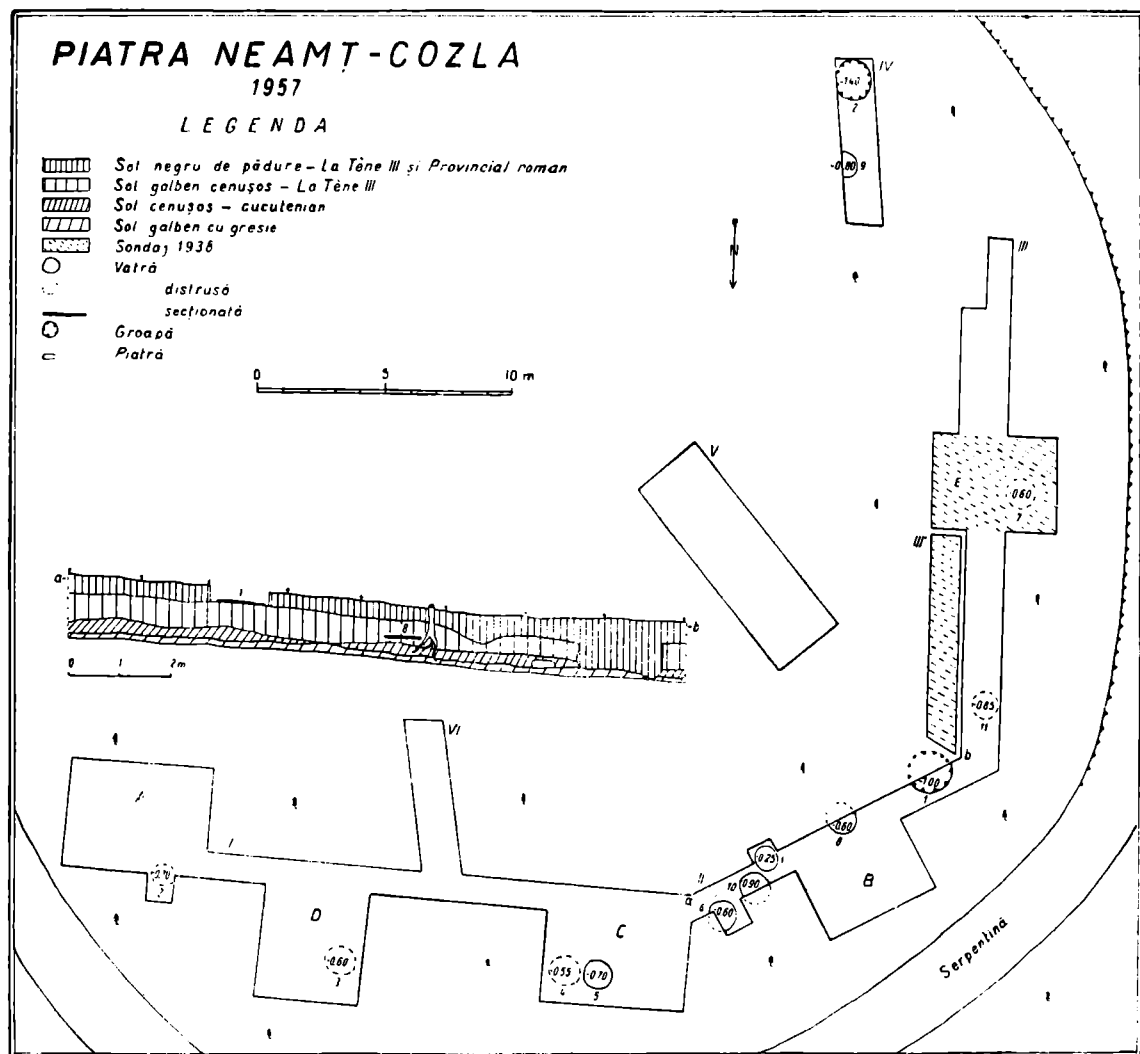 PIATRA NEAMȚ-COZLA
1957
LEGENDA
Sol negru de pădure – La Tène III și Provincial roman
Sol galben cenușos – La Tène III
Sol cenușos – cucutenian
Sol galben cu gresie
Sondaj 1936
Vatră
distrusă
secționată
Groapă
Piatră
0 5 10 m
IV
-1.40
2
-0.80 9
N
III
V
E
0.60
7
III'
a
1
8
b
0 1 2m
-0.85
11
VI
b
-1.00
1
A
I
-0.60
8
-0.25 1
II
B
10 0.90
a
6
-0.60
D
C
Serpentină
-0.60
3
-0.55
4
-0.70
5